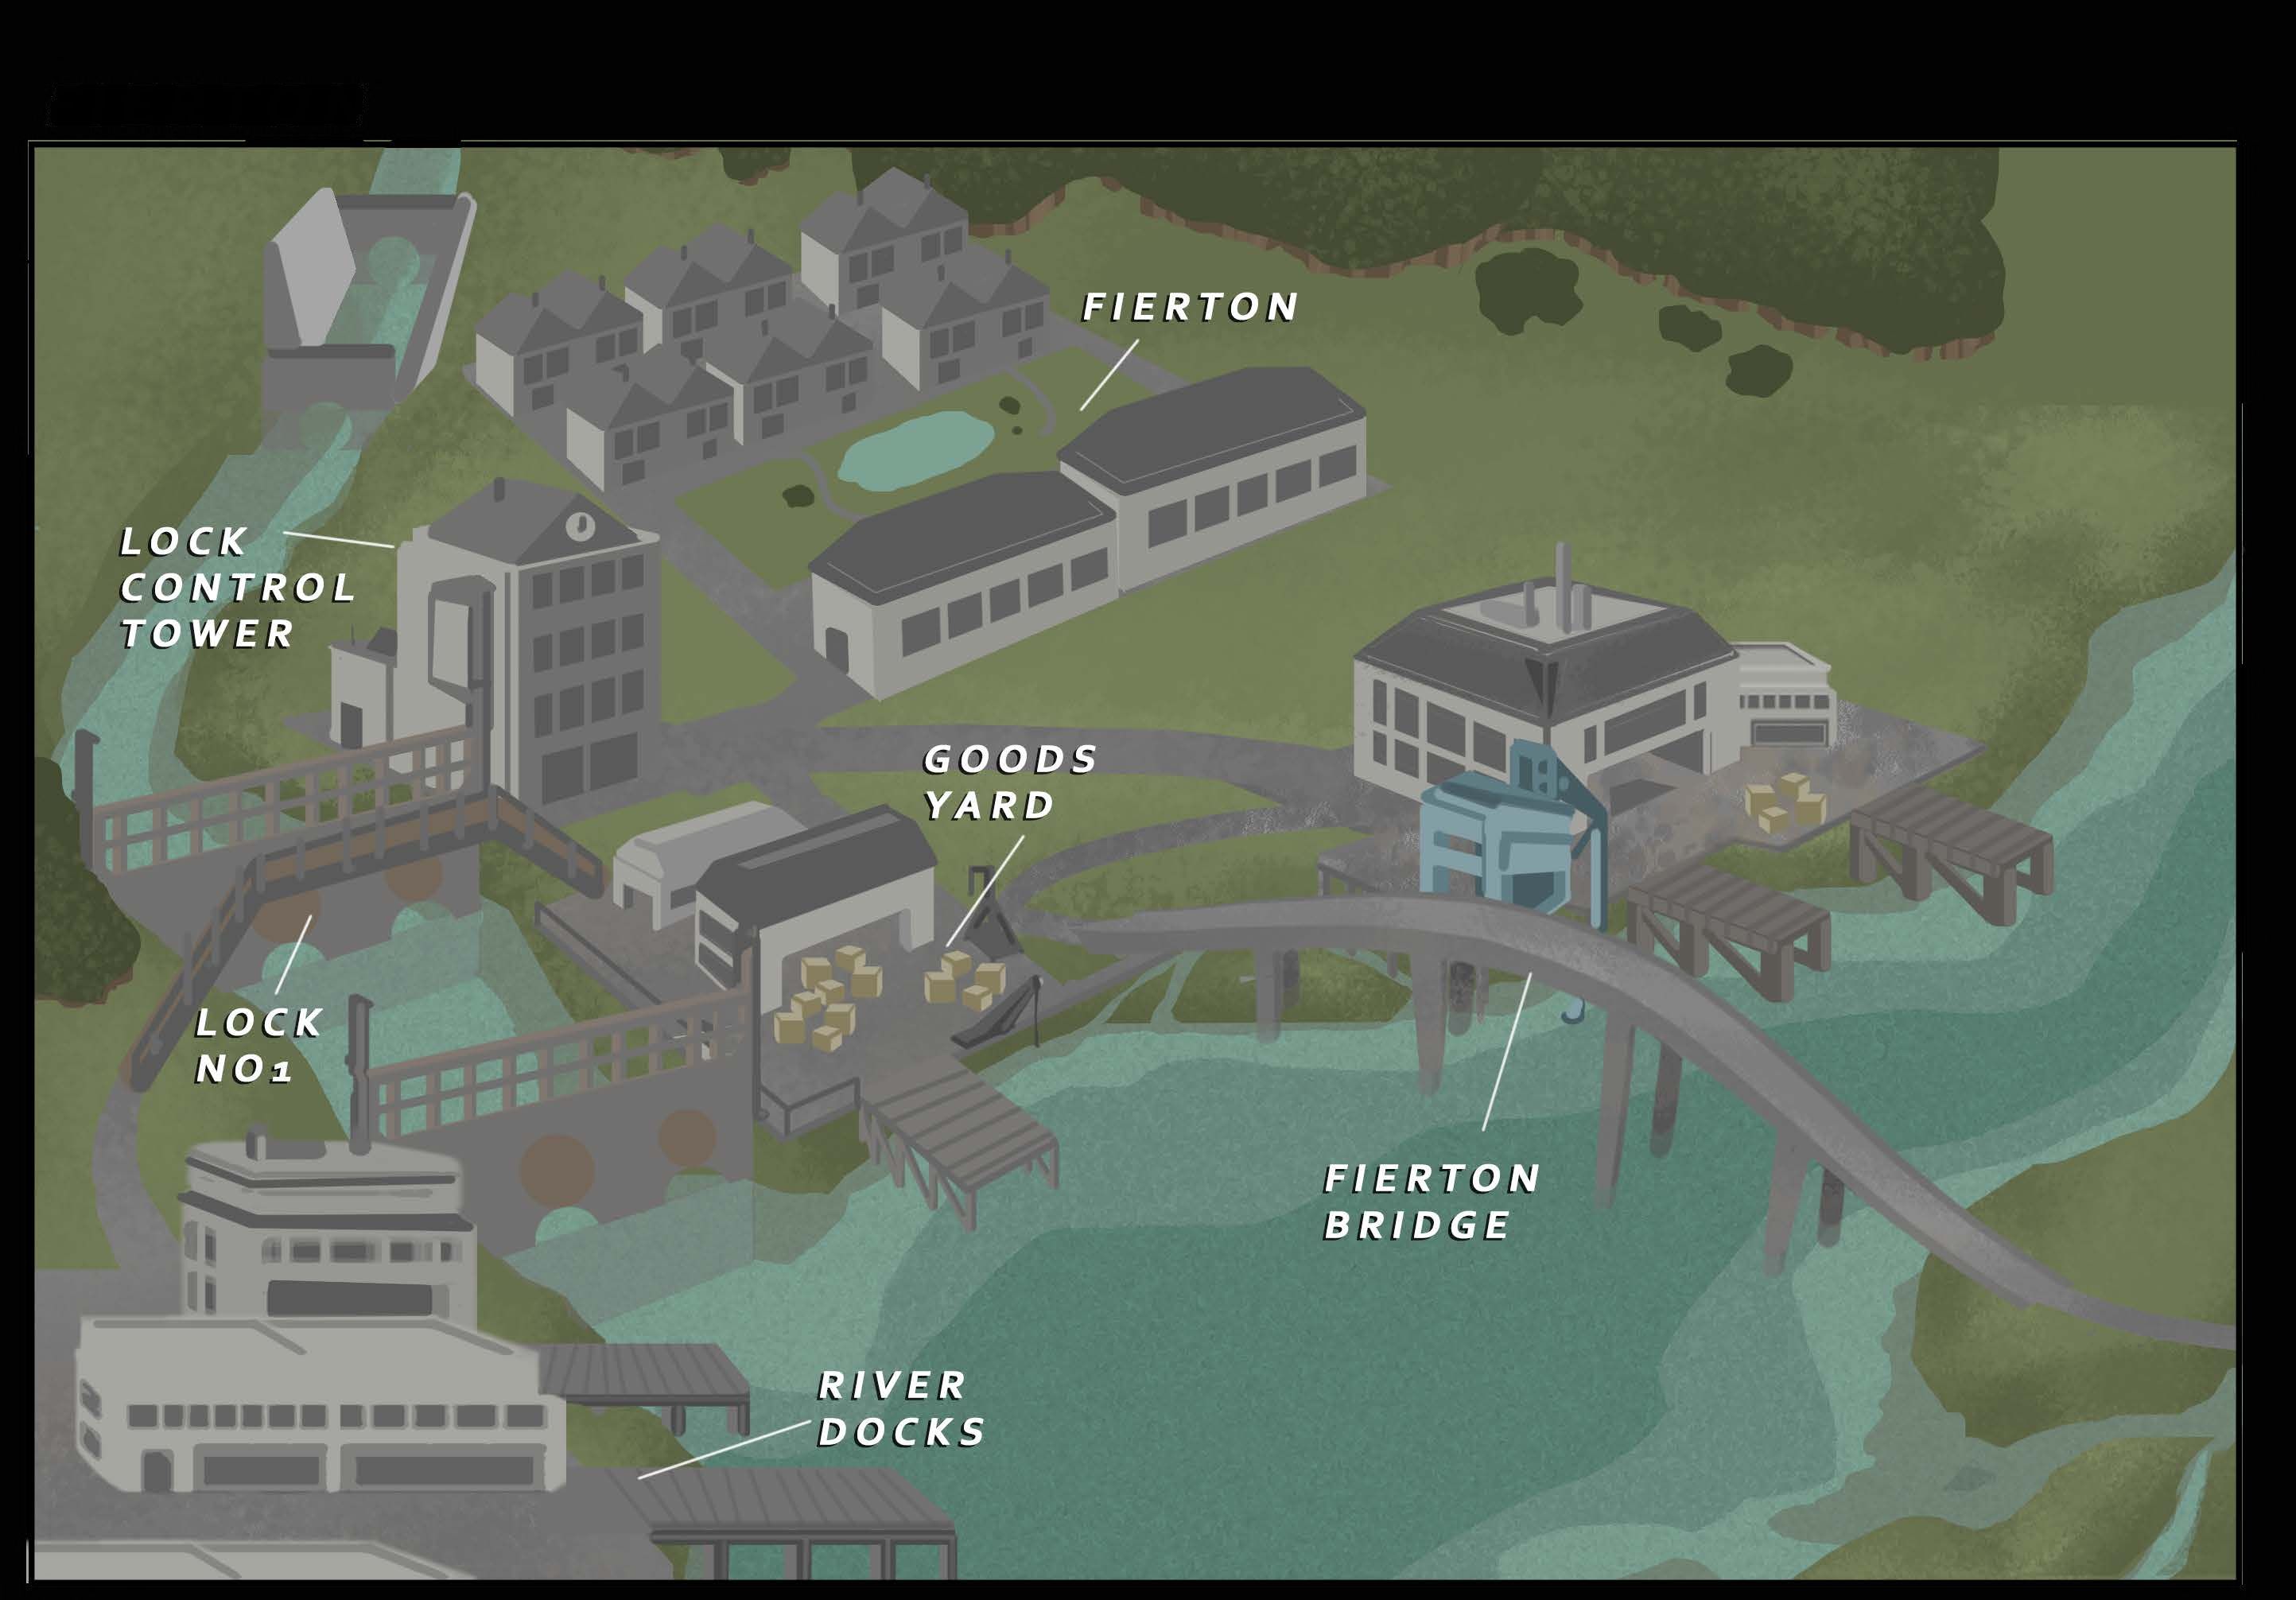 FIERTON
LOCK
CONTROL
TOWER
GOODS
YARD
LOCK
NO1
FIERTON
BRIDGE
RIVER
DOCKS